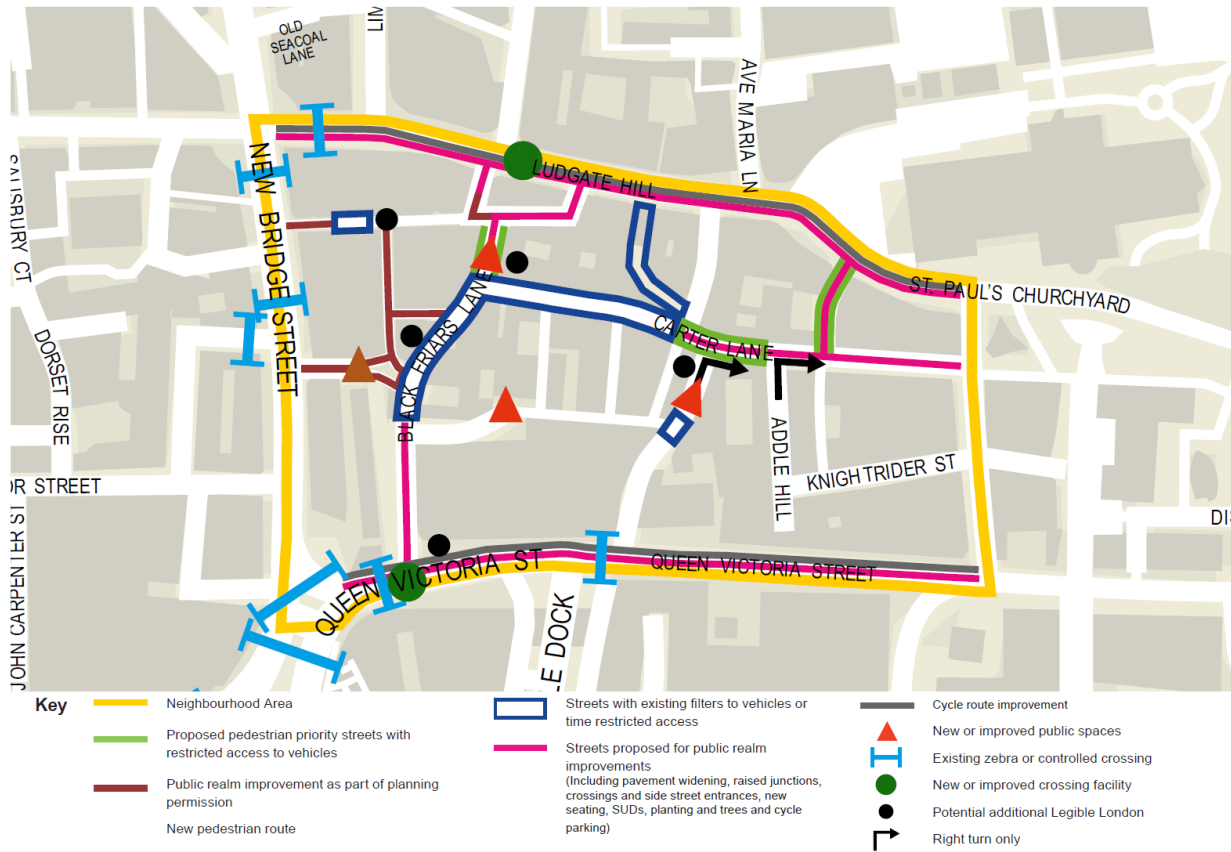 OLD
SEACOAL
LANE
LIM
AVE MARIA LN
SALISBURY CT
NEW BRIDGE STREET
LUDGATE HILL
ST. PAUL'S CHURCHYARD
DORSET RISE
BLACK FRIARS LANE
CARTER LANE
ADDLE HILL
KNIGHTRIDER ST
OR STREET
JOHN CARPENTER ST
QUEEN VICTORIA ST
QUEEN VICTORIA STREET
LE DOCK
DIS
Key
Neighbourhood Area
Proposed pedestrian priority streets with
restricted access to vehicles
Public realm improvement as part of planning
permission
New pedestrian route
Streets with existing filters to vehicles or
time restricted access
Streets proposed for public realm
improvements
(Including pavement widening, raised junctions,
crossings and side street entrances, new
seating, SUDs, planting and trees and cycle
parking)
Cycle route improvement
New or improved public spaces
Existing zebra or controlled crossing
New or improved crossing facility
Potential additional Legible London
Right turn only